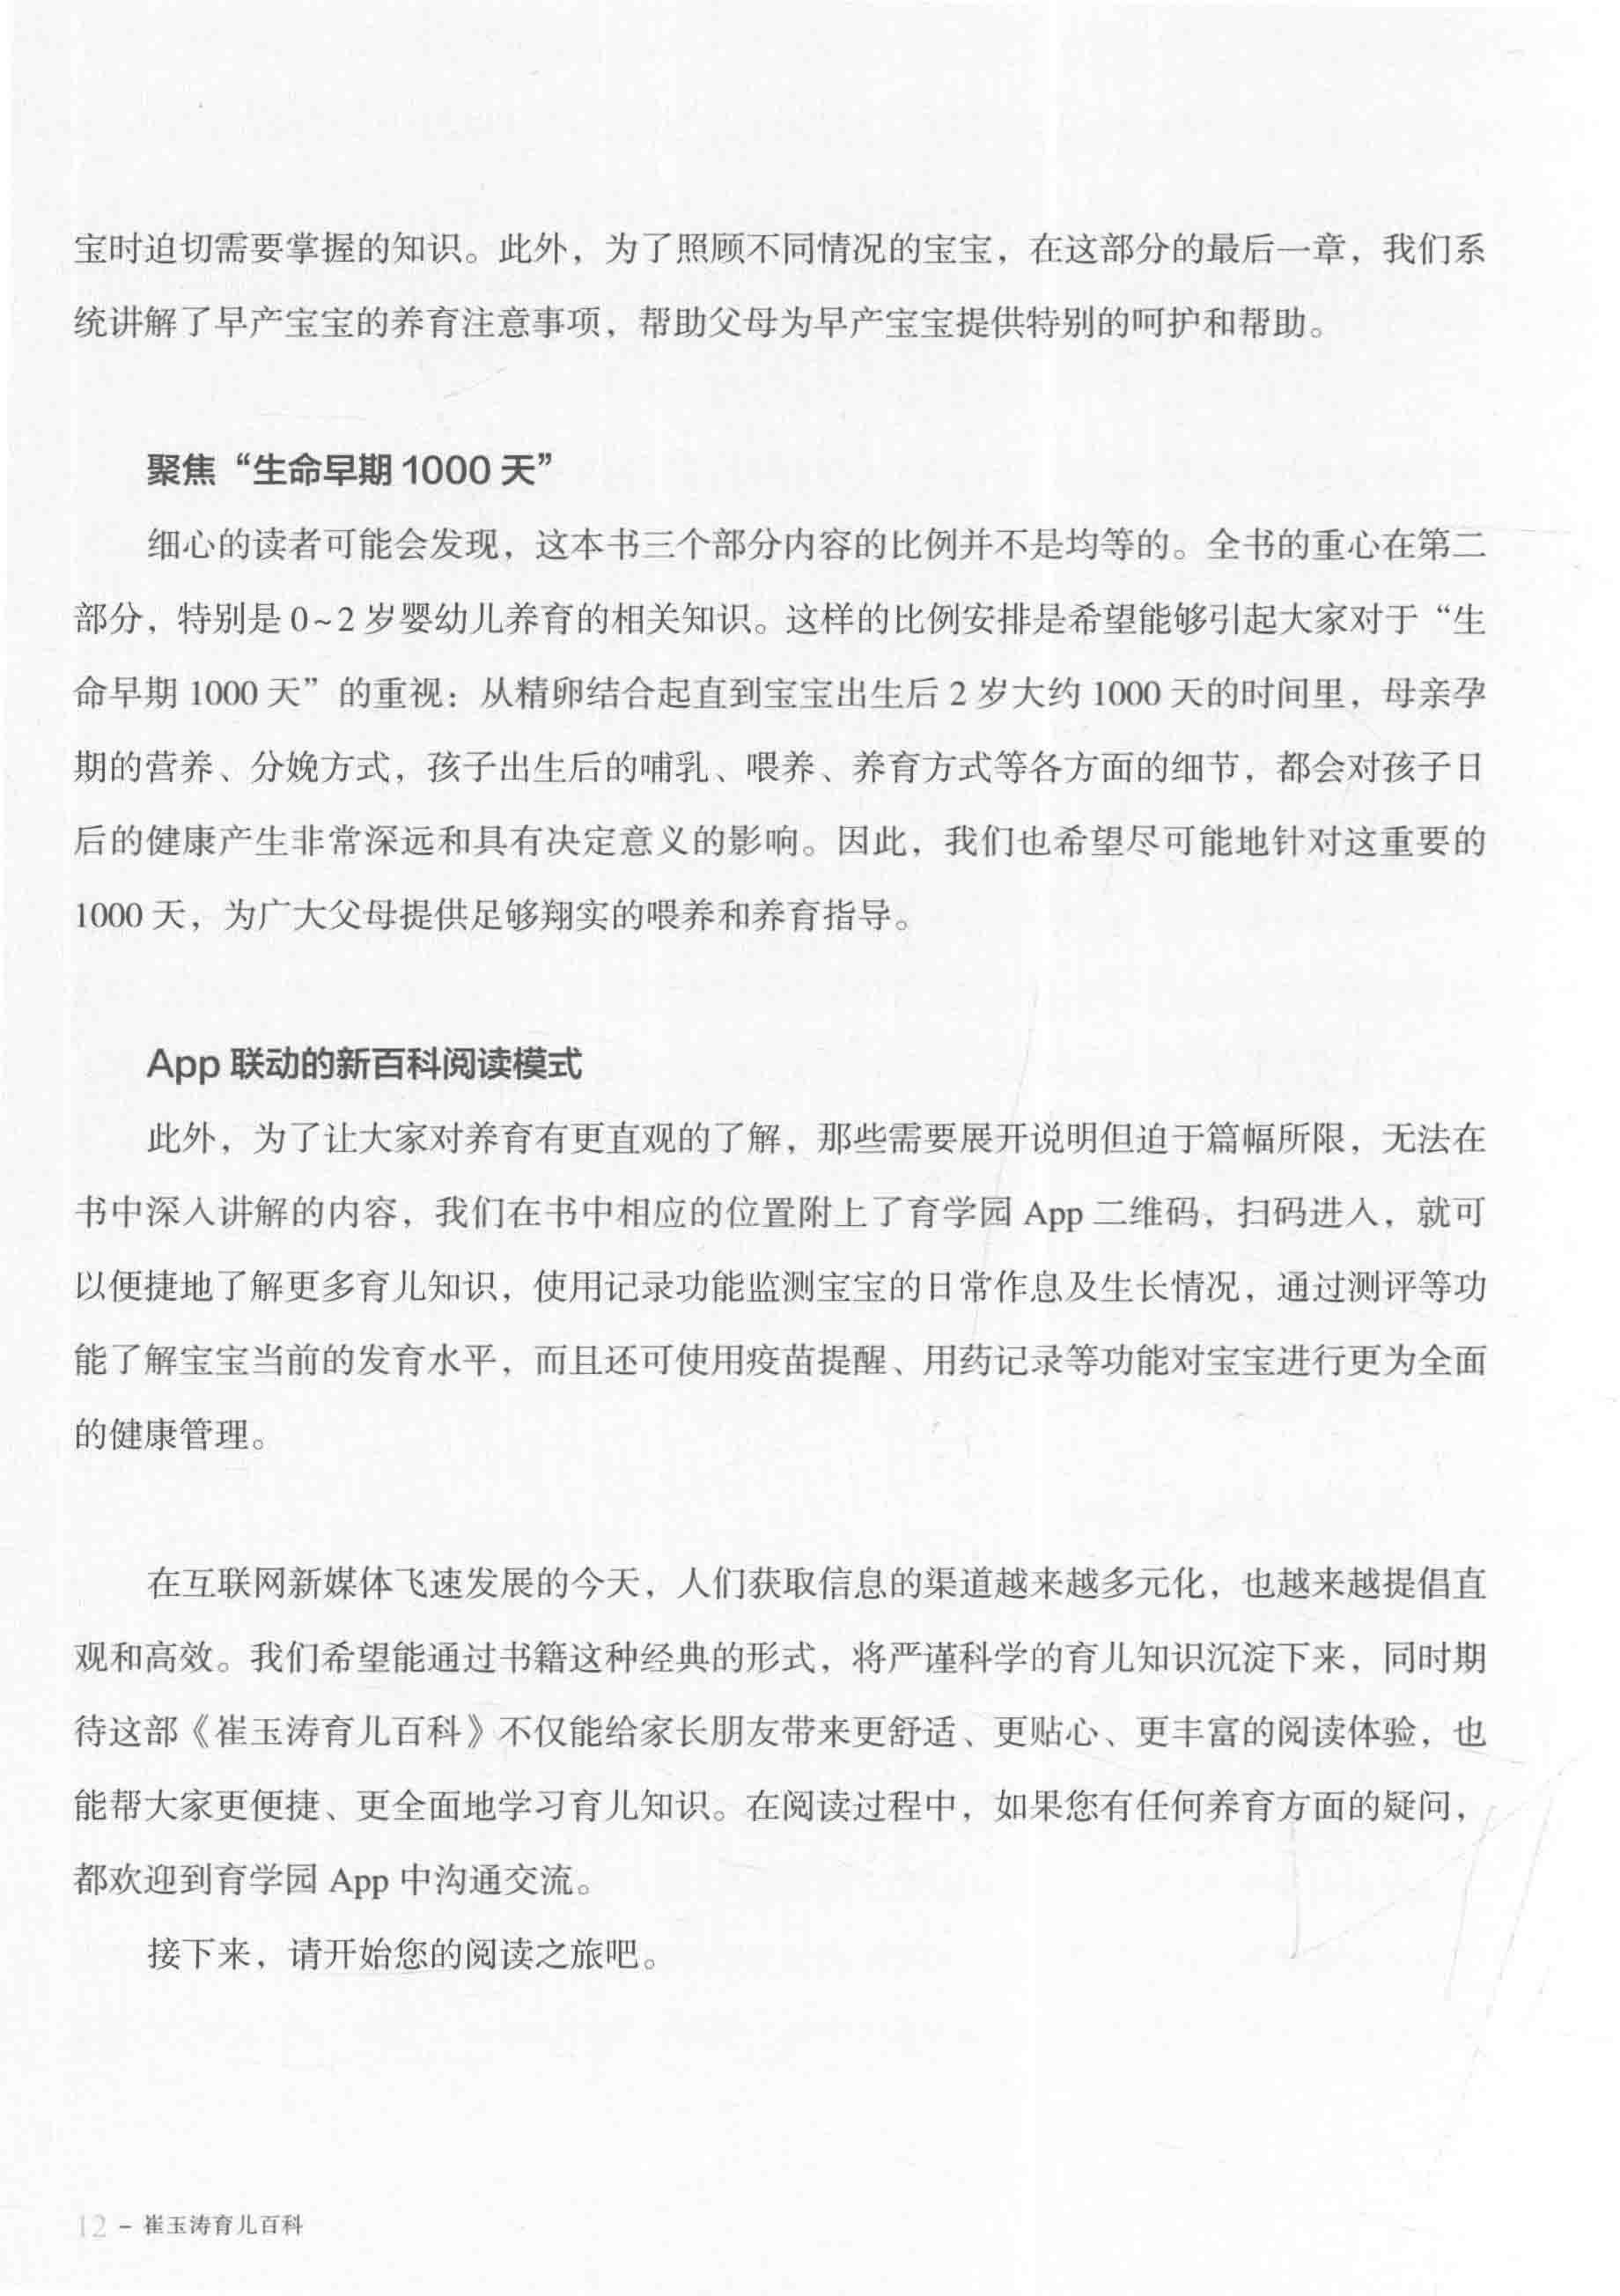 宝时迫切需要掌握的知识。此外，为了照顾不同情况的宝宝，在这部分的最后一章，我们系
统讲解了早产宝宝的养育注意事项，帮助父母为早产宝宝提供特别的呵护和帮助。
聚焦“生命早期1000天”
细心的读者可能会发现，这本书三个部分内容的比例并不是均等的。全书的重心在第二
部分，特别是0~2岁婴幼儿养育的相关知识。这样的比例安排是希望能够引起大家对于“生
命早期1000天”的重视：从精卵结合起直到宝宝出生后2岁大约1000天的时间里，母亲孕
期的营养、分娩方式，孩子出生后的哺乳、喂养、养育方式等各方面的细节，都会对孩子日
后的健康产生非常深远和具有决定意义的影响。因此，我们也希望尽可能地针对这重要的
1000天，为广大父母提供足够翔实的喂养和养育指导。
App联动的新百科阅读模式
此外，为了让大家对养育有更直观的了解，那些需要展开说明但迫于篇幅所限，无法在
书中深入讲解的内容，我们在书中相应的位置附上了育学园App二维码，扫码进入，就可
以便捷地了解更多育儿知识，使用记录功能监测宝宝的日常作息及生长情况，通过测评等功
能了解宝宝当前的发育水平，而且还可使用疫苗提醒、用药记录等功能对宝宝进行更为全面
的健康管理。
在互联网新媒体飞速发展的今天，人们获取信息的渠道越来越多元化，也越来越提倡直
观和高效。我们希望能通过书籍这种经典的形式，将严谨科学的育儿知识沉淀下来，同时期
待这部《崔玉涛育儿百科》不仅能给家长朋友带来更舒适、更贴心、更丰富的阅读体验，也
能帮大家更便捷、更全面地学习育儿知识。在阅读过程中，如果您有任何养育方面的疑问，
都欢迎到育学园App中沟通交流。
接下来，请开始您的阅读之旅吧。
12 – 崔玉涛育儿百科